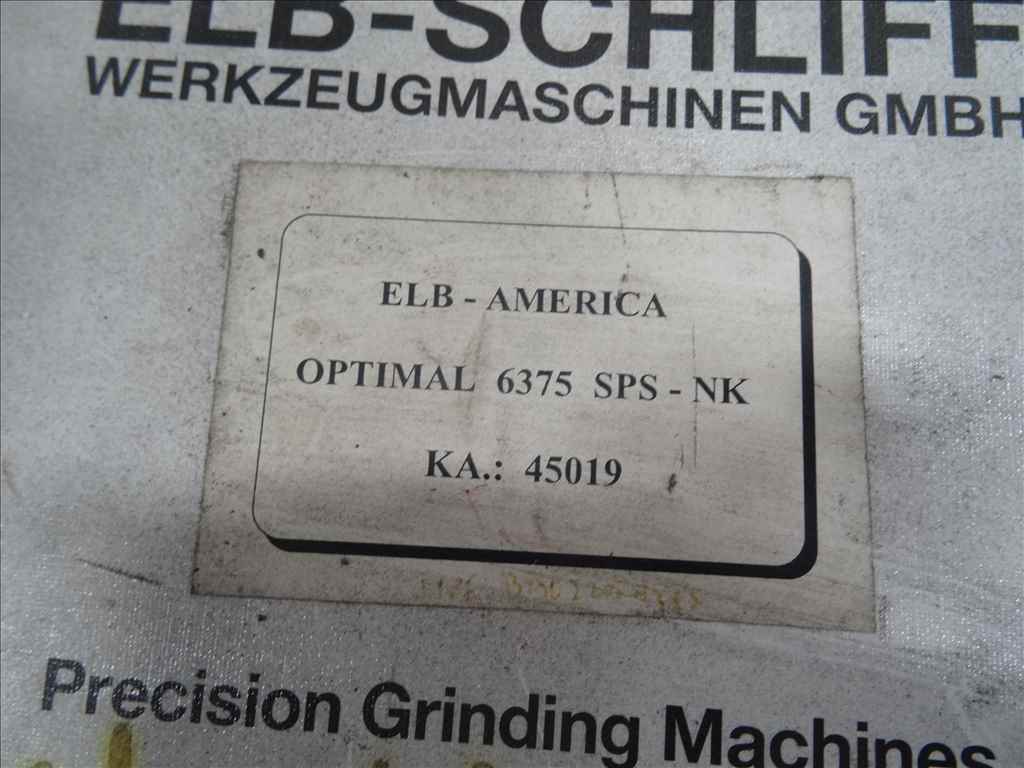 ELB-SCHLIFF
WERKZEUGMASCHINEN GMBH
ELB - AMERICA
OPTIMAL 6375 SPS - NK
KA.: 45019
Precision Grinding Machines